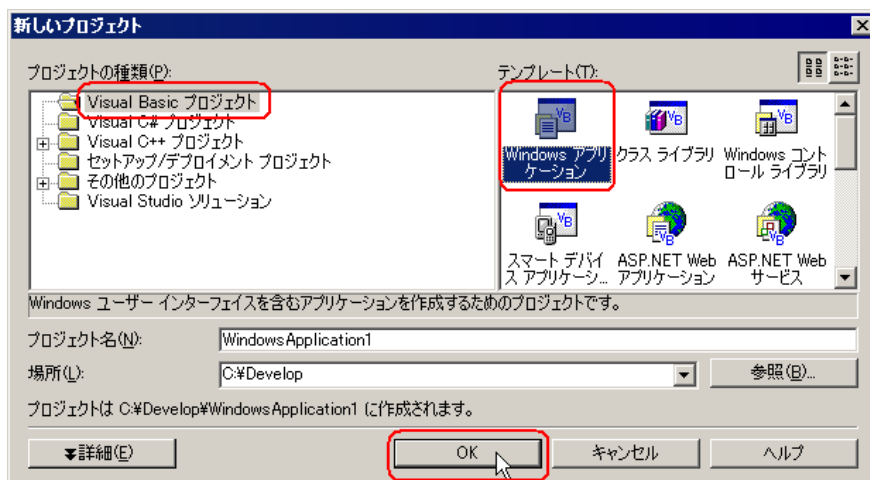 新しいプロジェクト
プロジェクトの種類(P):
Visual Basic プロジェクト
Visual C# プロジェクト
Visual C++ プロジェクト
セットアップ/デプロイメント プロジェクト
その他のプロジェクト
Visual Studio ソリューション
テンプレート(T):
Windows アプリ
ケーション
クラス ライブラリ
Windows コント
ロール ライブラリ
スマート デバイ
ス アプリケーシ...
ASP.NET Web
アプリケーション
ASP.NET Web
サービス
Windows ユーザー インターフェイスを含むアプリケーションを作成するためのプロジェクトです。
プロジェクト名(N):
WindowsApplication1
場所(L):
C:¥Develop
参照(B)...
プロジェクトは C:¥Develop¥WindowsApplication1 に作成されます。
詳細(E)
OK
キャンセル
ヘルプ